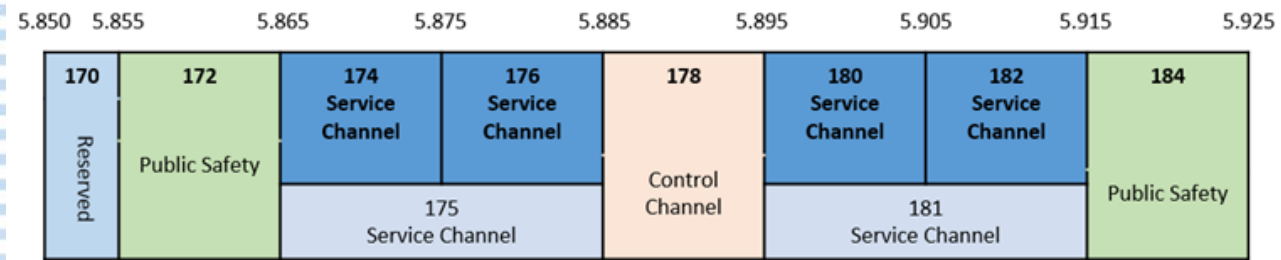 5.850 5.855 5.865 5.875 5.885 5.895 5.905 5.915 5.925
170
Reserved
172
Public Safety
174
Service
Channel
176
Service
Channel
175
Service Channel
178
Control
Channel
180
Service
Channel
182
Service
Channel
181
Service Channel
184
Public Safety